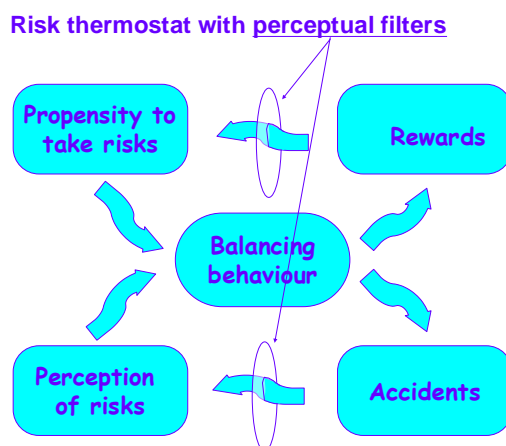 Risk thermostat with perceptual filters
Propensity to
take risks
Rewards
Balancing
behaviour
Perception
of risks
Accidents